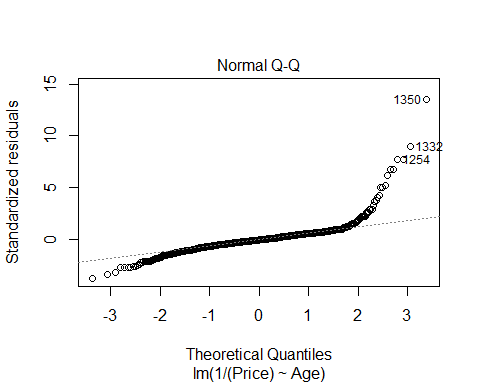 Normal Q-Q
Standardized residuals
15
10
5
0
1350
1332
1254
-3 -2 -1 0 1 2 3
Theoretical Quantiles
lm(1/(Price) ~ Age)